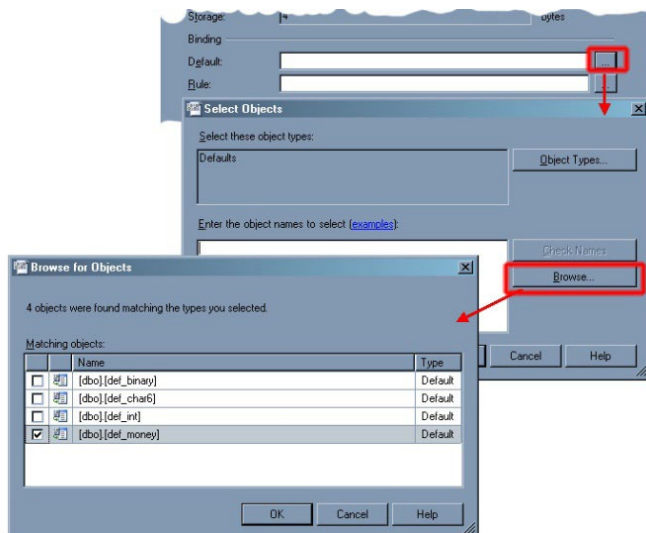 Storage: 4 bytes
Binding
Default: ...
Rule: ...
Select Objects
Select these object types:
Defaults
Object Types...
Enter the object names to select (examples):
Check Names
Browse...
Cancel Help
Browse for Objects
4 objects were found matching the types you selected.
Matching objects:
Name Type
[dbo].[def_binary] Default
[dbo].[def_char6] Default
[dbo].[def_int] Default
[dbo].[def_money] Default
OK Cancel Help